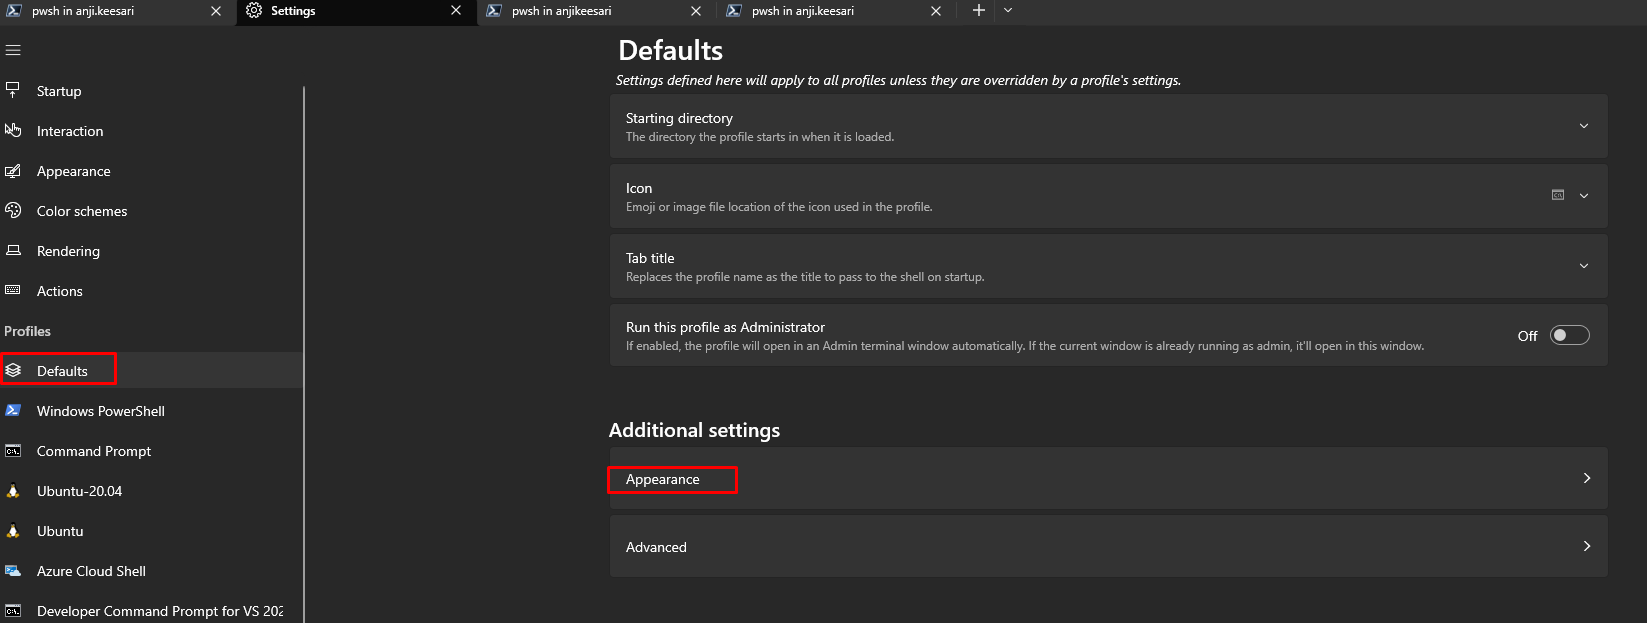 pwsh in anji.keesari
Settings
pwsh in anjikeesari
pwsh in anji.keesari
Startup
Interaction
Appearance
Color schemes
Rendering
Actions
Profiles
Defaults
Windows PowerShell
Command Prompt
Ubuntu-20.04
Ubuntu
Azure Cloud Shell
Developer Command Prompt for VS 202
Defaults
Settings defined here will apply to all profiles unless they are overridden by a profile's settings.
Starting directory
The directory the profile starts in when it is loaded.
Icon
Emoji or image file location of the icon used in the profile.
Tab title
Replaces the profile name as the title to pass to the shell on startup.
Run this profile as Administrator
If enabled, the profile will open in an Admin terminal window automatically. If the current window is already running as admin, it'll open in this window.
Off
Additional settings
Appearance
Advanced